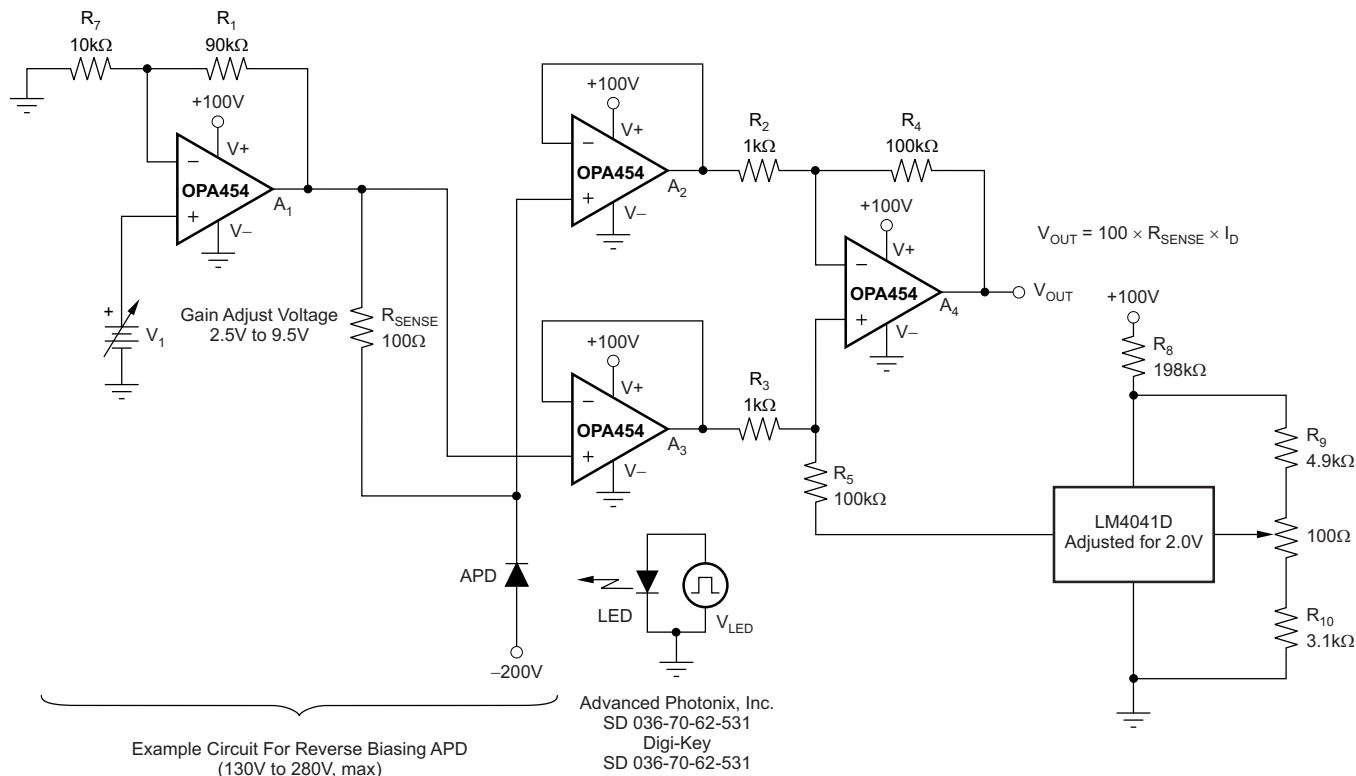 R7
10kΩ
R1
90kΩ
+100V
V+
−
OPA454
+
V−
A1
+
V1
Gain Adjust Voltage
2.5V to 9.5V
RSENSE
100Ω
+100V
V+
−
OPA454
+
V−
A2
R2
1kΩ
R4
100kΩ
+100V
V+
−
OPA454
+
V−
A4
VOUT
VOUT = 100 × RSENSE × ID
+100V
V+
−
OPA454
+
V−
A3
R3
1kΩ
R5
100kΩ
+100V
R8
198kΩ
R9
4.9kΩ
LM4041D
Adjusted for 2.0V
100Ω
R10
3.1kΩ
APD
−200V
LED
VLED
Advanced Photonix, Inc.
SD 036-70-62-531
Digi-Key
SD 036-70-62-531
Example Circuit For Reverse Biasing APD
(130V to 280V, max)